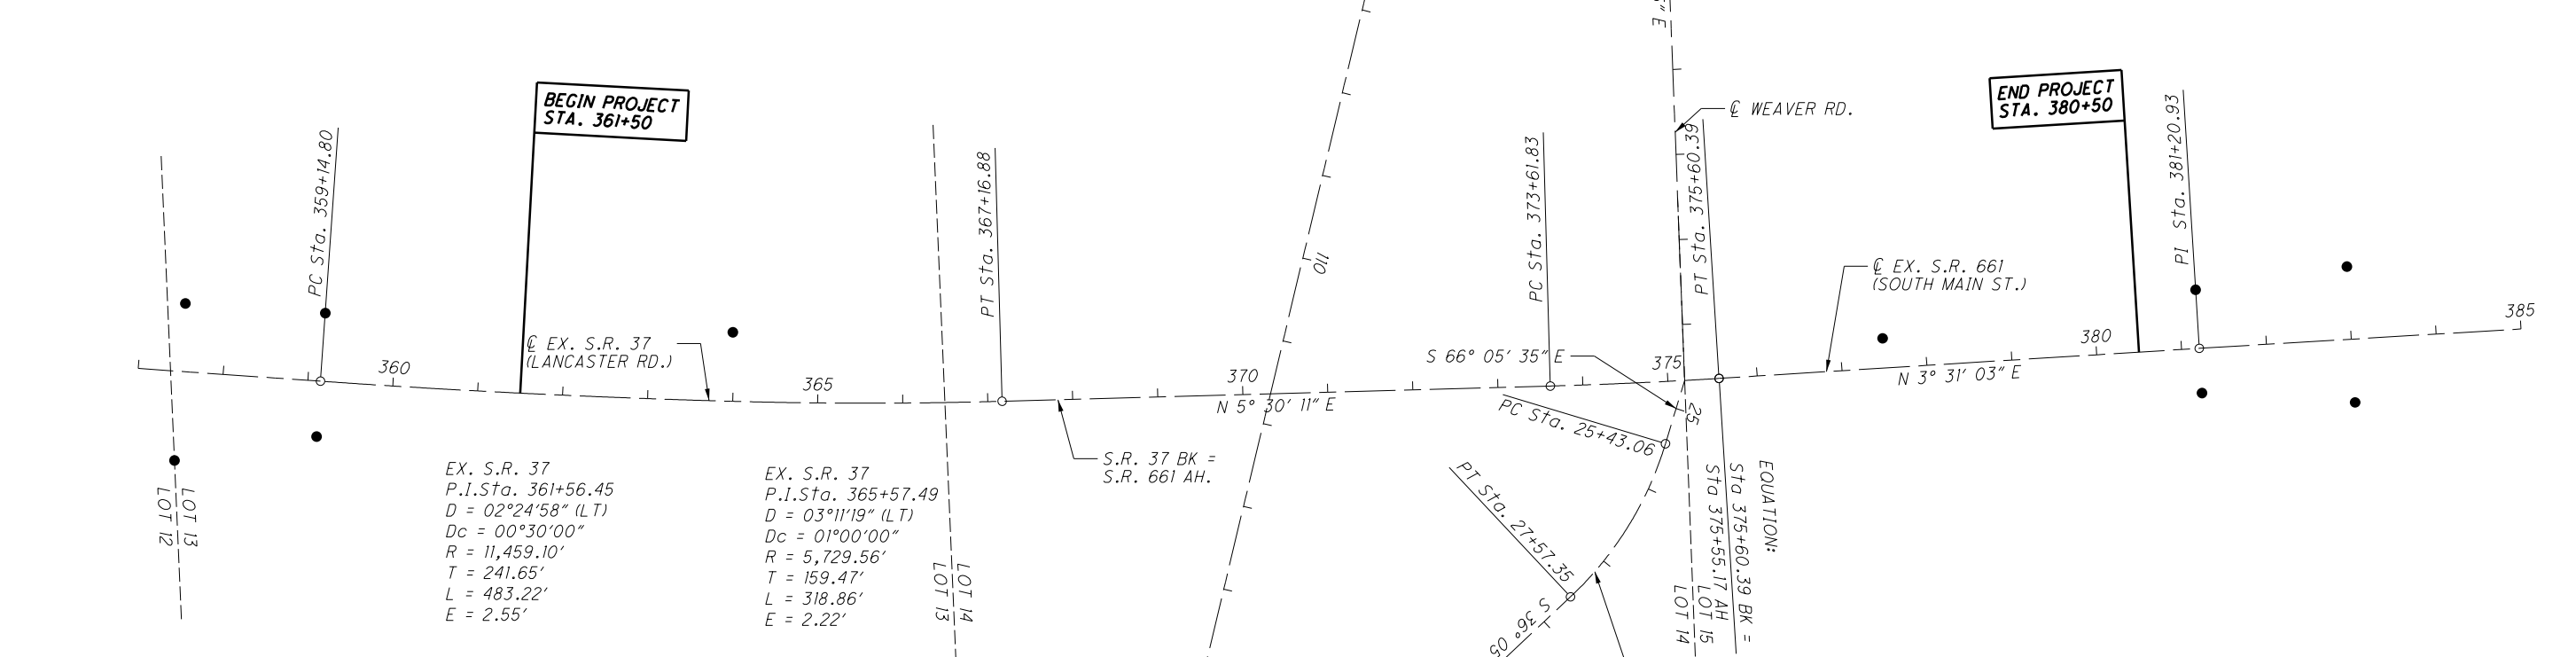 BEGIN PROJECT
STA. 361+50
END PROJECT
STA. 380+50
" E
℄ WEAVER RD.
PC Sta. 359+14.80
PT Sta. 367+16.88
PC Sta. 373+61.83
PT Sta. 375+60.39
PI Sta. 381+20.93
110
℄ EX. S.R. 661
(SOUTH MAIN ST.)
℄ EX. S.R. 37
(LANCASTER RD.)
360
365
370
375
380
385
S 66° 05' 35" E
N 5° 30' 11" E
N 3° 31' 03" E
25
PC Sta. 25+43.06
PT Sta. 27+57.35
S 36° 05
S.R. 37 BK =
S.R. 661 AH.
EX. S.R. 37
P.I.Sta. 361+56.45
D = 02°24'58" (LT)
Dc = 00°30'00"
R = 11,459.10'
T = 241.65'
L = 483.22'
E = 2.55'
EX. S.R. 37
P.I.Sta. 365+57.49
D = 03°11'19" (LT)
Dc = 01°00'00"
R = 5,729.56'
T = 159.47'
L = 318.86'
E = 2.22'
EQUATION:
Sta 375+60.39 BK =
Sta 375+55.17 AH
LOT 13
LOT 12
LOT 14
LOT 13
LOT 15
LOT 14